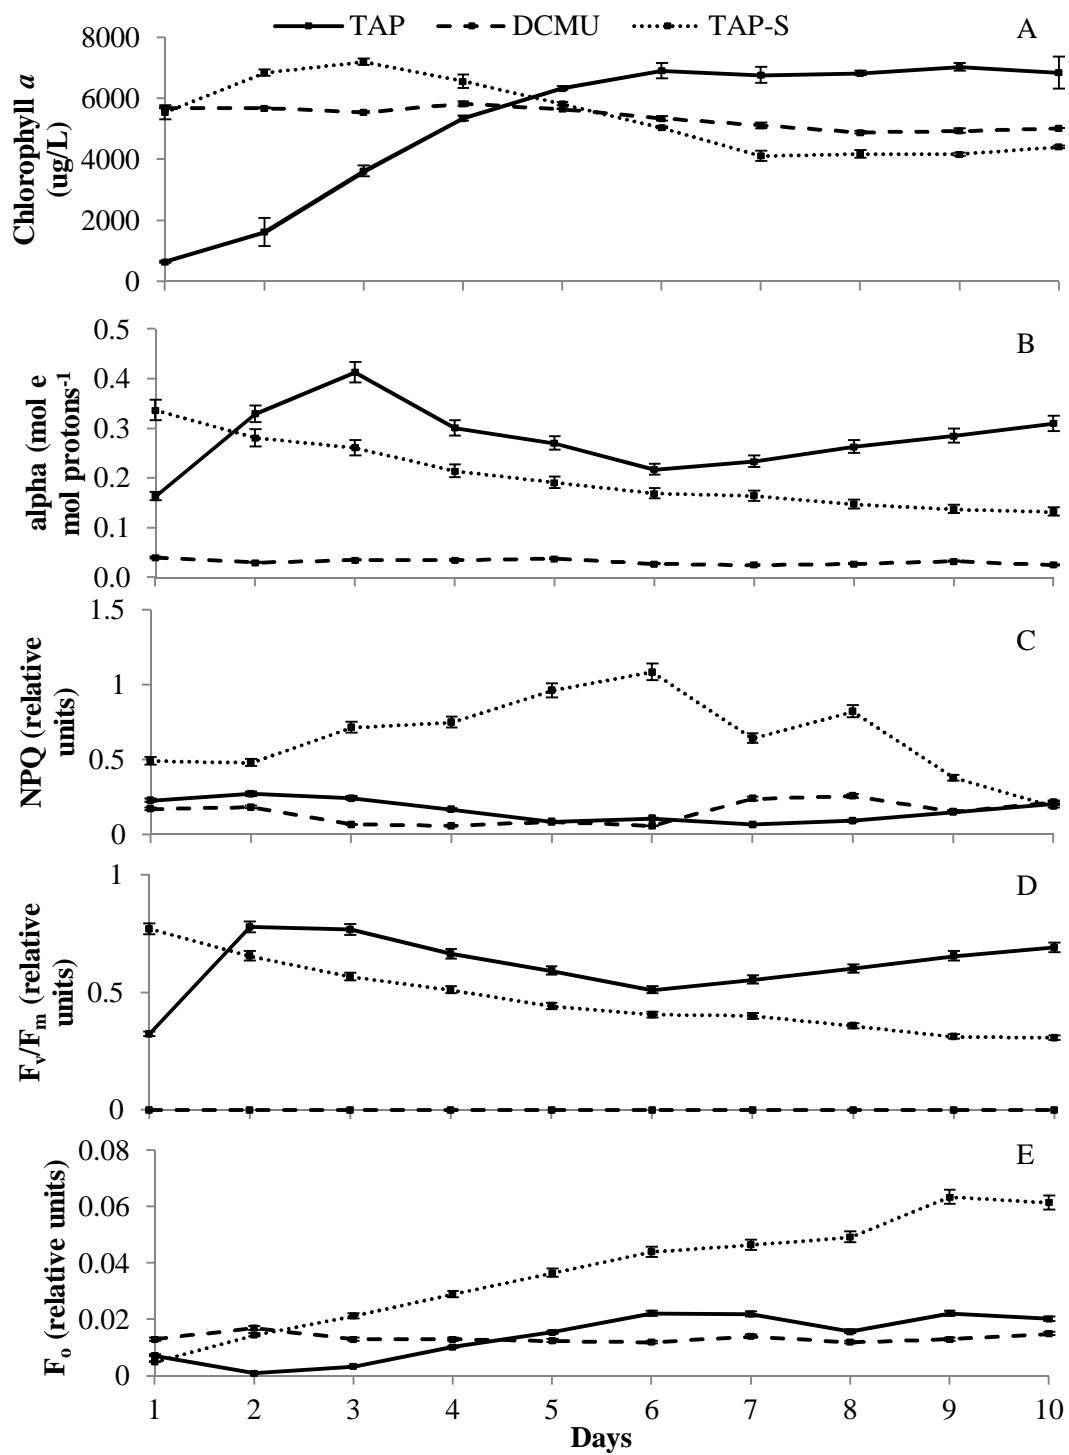 TAP DCMU TAP-S
A
Chlorophyll a
(ug/L)
8000
6000
4000
2000
0
B
alpha (mol e
mol protons-1
0.5
0.4
0.3
0.2
0.1
0.0
C
NPQ (relative
units)
1.5
1
0.5
0
D
Fv/Fm (relative
units)
1
0.5
0
E
Fo (relative units)
0.08
0.06
0.04
0.02
0
1 2 3 4 5 6 7 8 9 10
Days